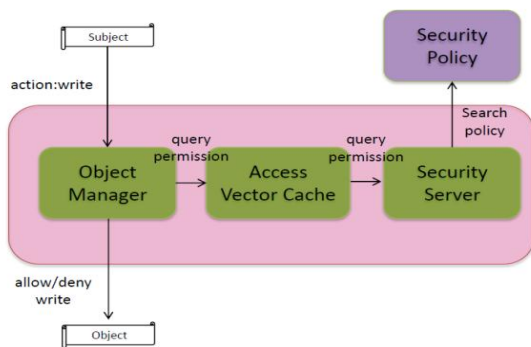 Subject
Security
Policy
action:write
Search
policy
query
permission
query
permission
Object
Manager
Access
Vector Cache
Security
Server
allow/deny
write
Object